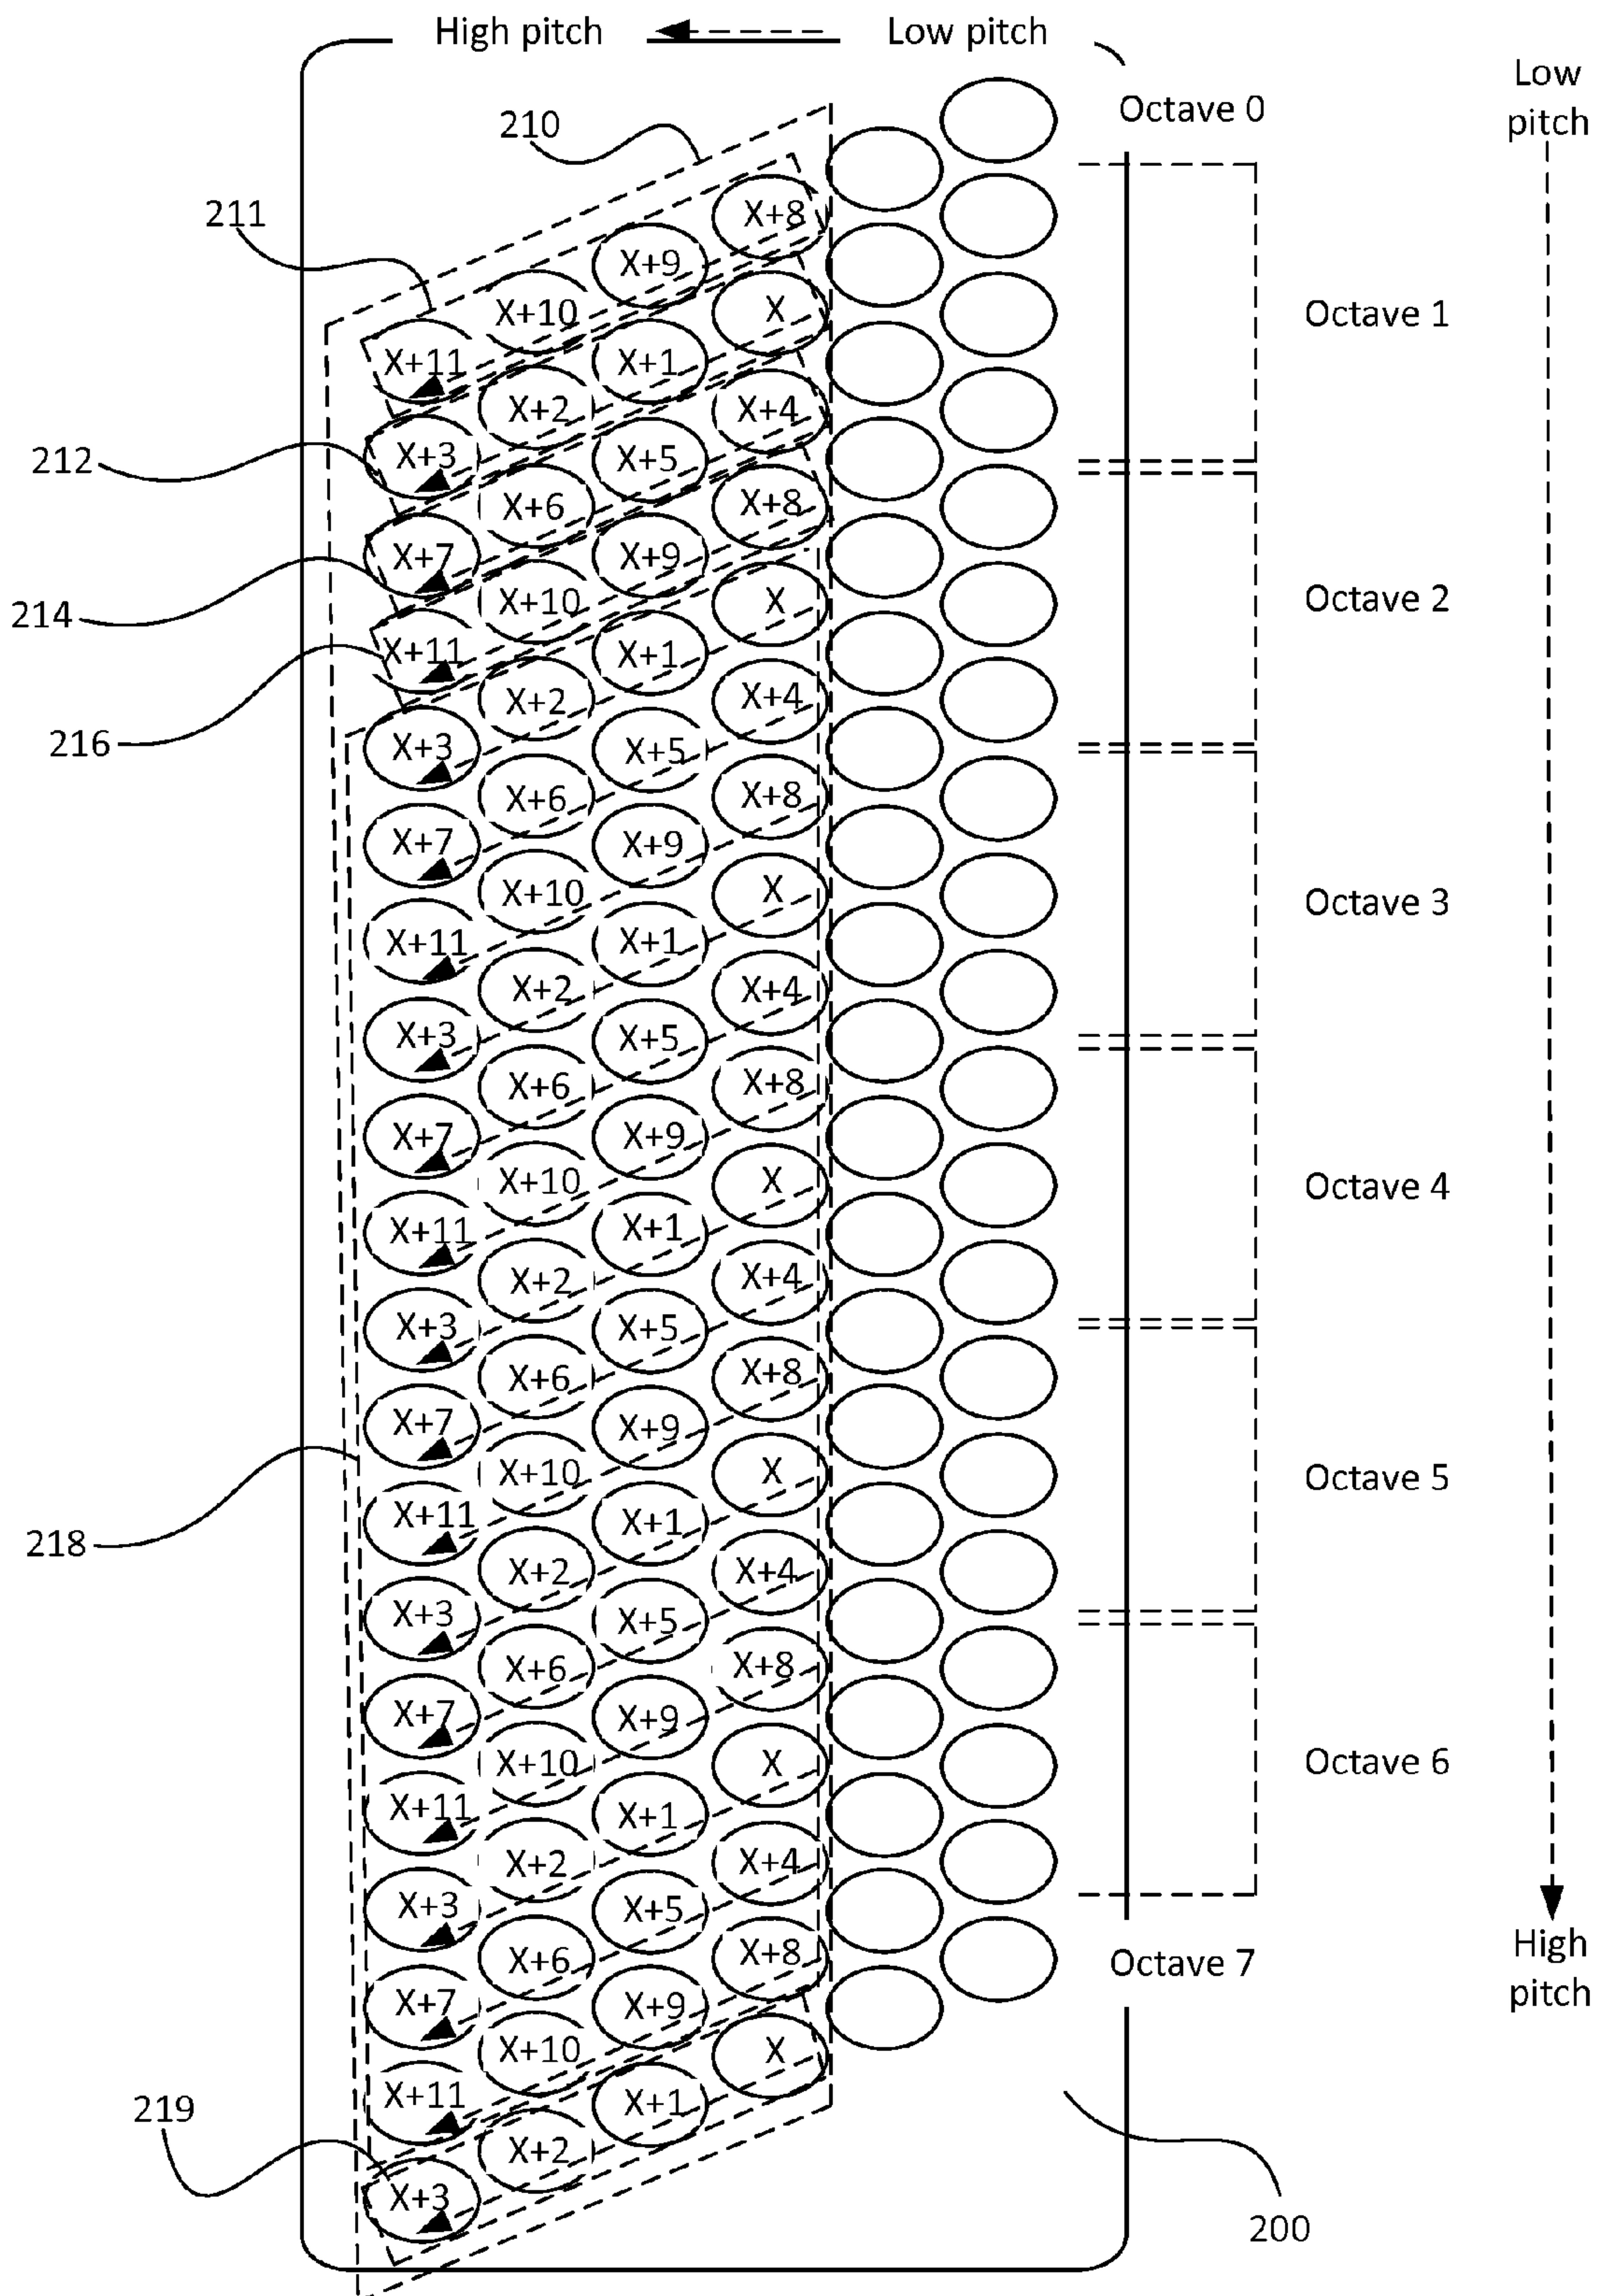 High pitch
Low pitch
Low
pitch
Octave 0
210
211
X+8
X+9
X+10
X
Octave 1
X+11
X+1
X+2
X+4
212
X+3
X+5
X+6
X+8
X+7
X+9
214
X+10
X
Octave 2
X+11
X+1
216
X+2
X+4
X+3
X+5
X+6
X+8
X+7
X+9
X+10
X
Octave 3
X+11
X+1
X+2
X+4
X+3
X+5
X+6
X+8
X+7
X+9
X+10
X
Octave 4
X+11
X+1
X+2
X+4
X+3
X+5
X+6
X+8
X+7
X+9
X+10
X
Octave 5
X+11
X+1
218
X+2
X+4
X+3
X+5
X+6
X+8
X+7
X+9
X+10
X
Octave 6
X+11
X+1
X+2
X+4
X+3
X+5
X+6
X+8
Octave 7
High
pitch
X+7
X+9
X+10
X
X+11
X+1
219
X+2
X+3
200